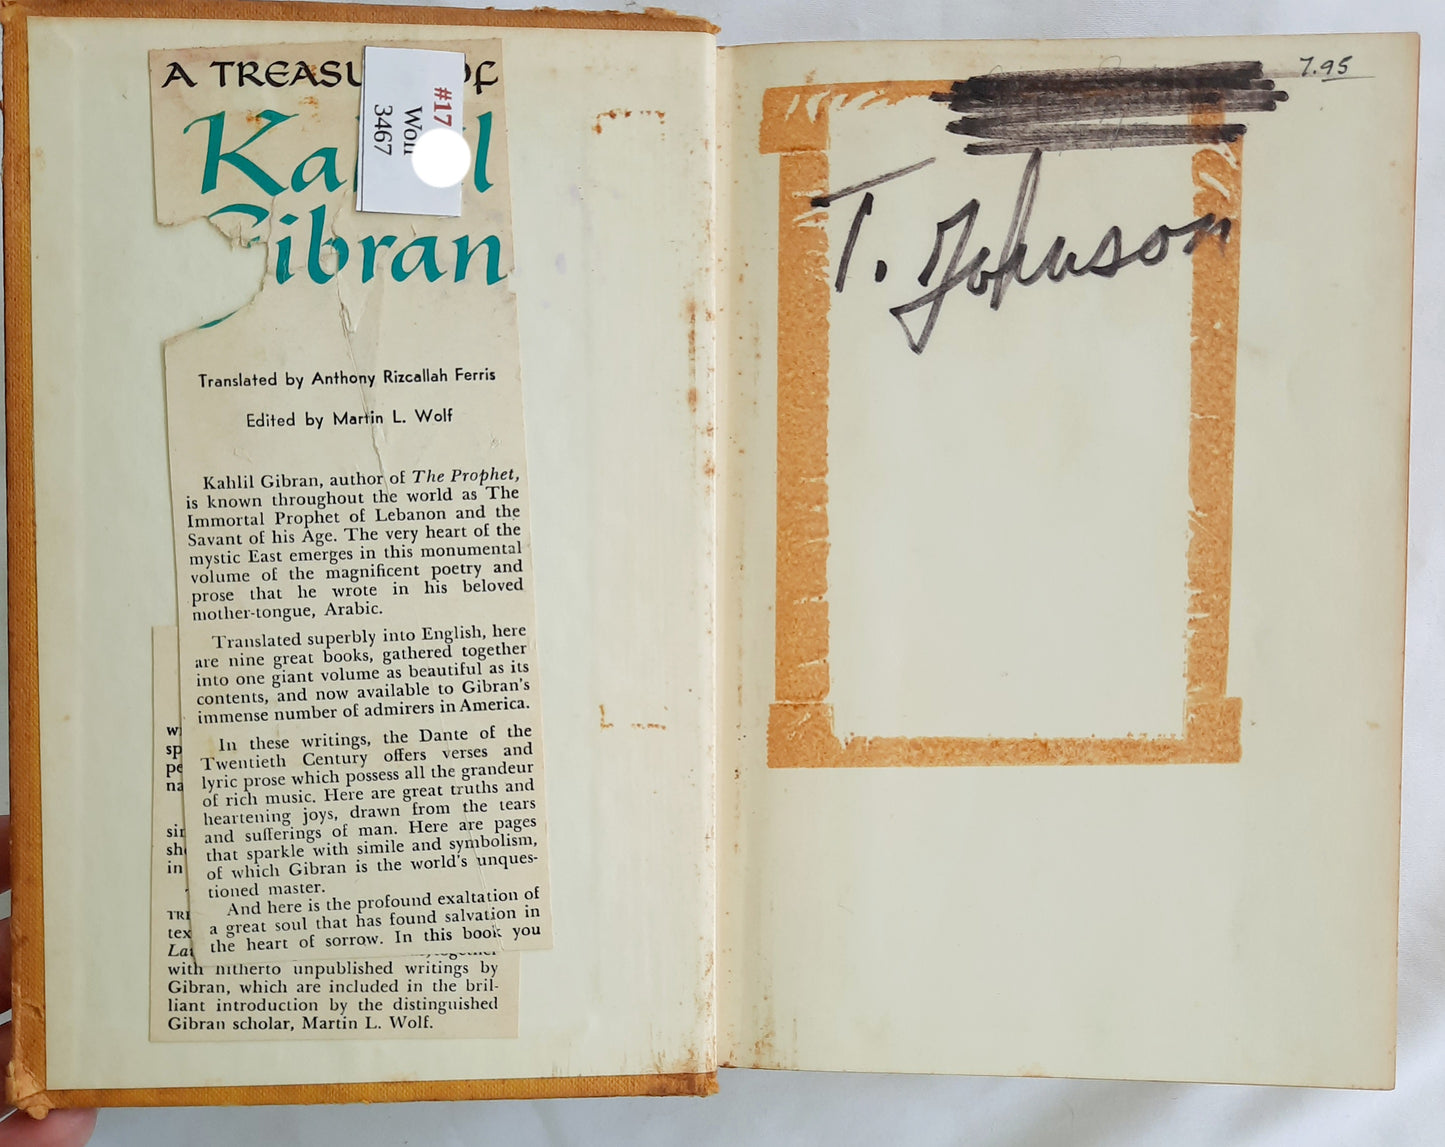 A TREASU OF
Ka l
Gibran
#17
Wolf
3467
Translated by Anthony Rizcallah Ferris
Edited by Martin L. Wolf
Kahlil Gibran, author of The Prophet,
is known throughout the world as The
Immortal Prophet of Lebanon and the
Savant of his Age. The very heart of the
mystic East emerges in this monumental
volume of the magnificent poetry and
prose that he wrote in his beloved
mother-tongue, Arabic.
Translated superbly into English, here
are nine great books, gathered together
into one giant volume as beautiful as its
contents, and now available to Gibran's
immense number of admirers in America.
In these writings, the Dante of the
Twentieth Century offers verses and
lyric prose which possess all the grandeur
of rich music. Here are great truths and
heartening joys, drawn from the tears
and sufferings of man. Here are pages
that sparkle with simile and symbolism,
of which Gibran is the world's unques-
tioned master.
And here is the profound exaltation of
a great soul that has found salvation in
the heart of sorrow. In this book you
with hitherto unpublished writings by
Gibran, which are included in the bril-
liant introduction by the distinguished
Gibran scholar, Martin L. Wolf.
7.95
T. Johnson